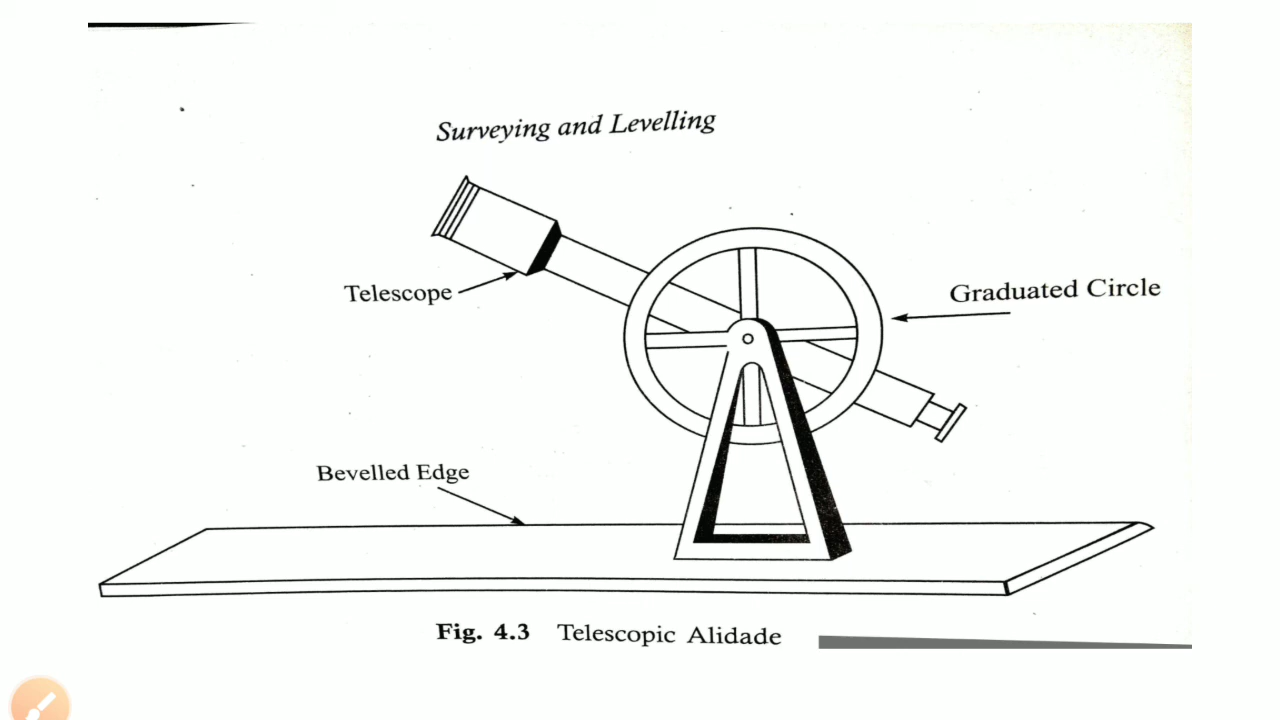 Surveying and Levelling
Telescope
Graduated Circle
Bevelled Edge
Fig. 4.3 Telescopic Alidade